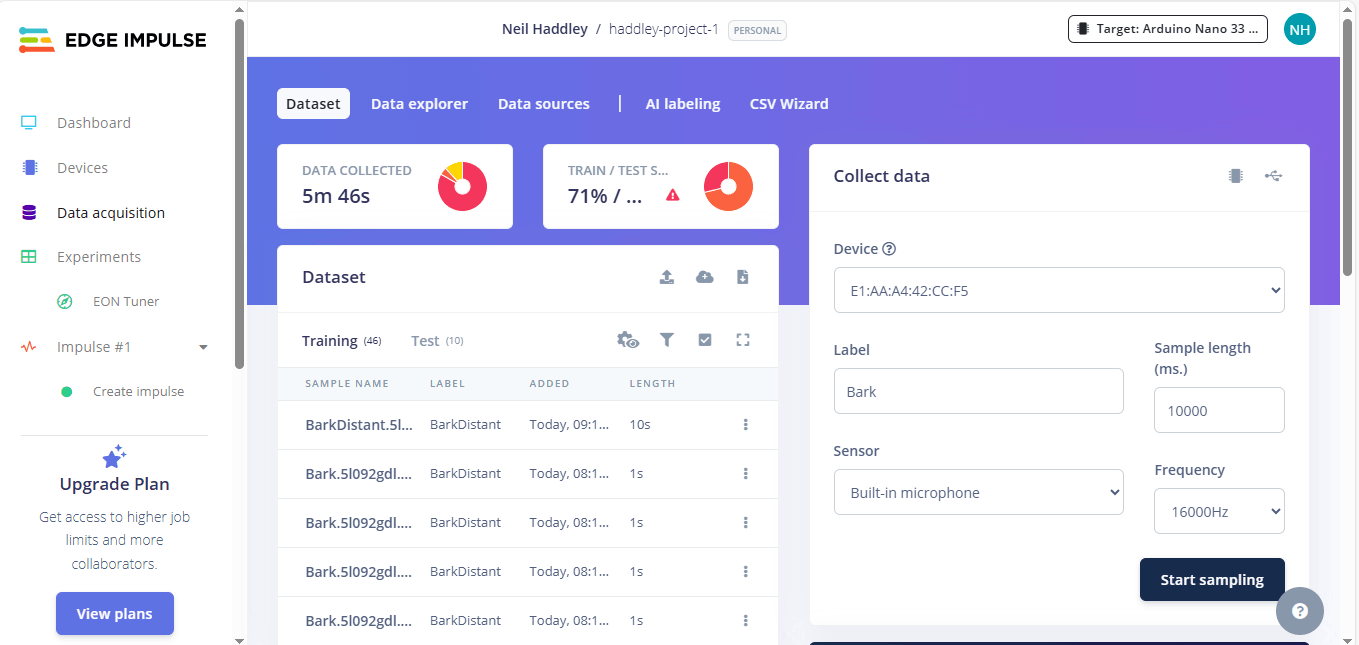 EDGE IMPULSE
Neil Haddley / haddley-project-1 PERSONAL
Target: Arduino Nano 33 ...
NH
Dashboard
Devices
Data acquisition
Experiments
EON Tuner
Impulse #1
Create impulse
Upgrade Plan
Get access to higher job
limits and more
collaborators.
View plans
Dataset
Data explorer
Data sources
|
AI labeling
CSV Wizard
DATA COLLECTED
5m 46s
TRAIN / TEST S...
71% / ...
Dataset
Training (46)
Test (10)
SAMPLE NAME LABEL ADDED LENGTH
BarkDistant.5l... BarkDistant Today, 09:1... 10s
Bark.5l092gdl.... BarkDistant Today, 08:1... 1s
Bark.5l092gdl.... BarkDistant Today, 08:1... 1s
Bark.5l092gdl.... BarkDistant Today, 08:1... 1s
Bark.5l092gdl.... BarkDistant Today, 08:1... 1s
Collect data
Device ?
E1:AA:A4:42:CC:F5
Label
Bark
Sample length
(ms.)
10000
Sensor
Built-in microphone
Frequency
16000Hz
Start sampling
?